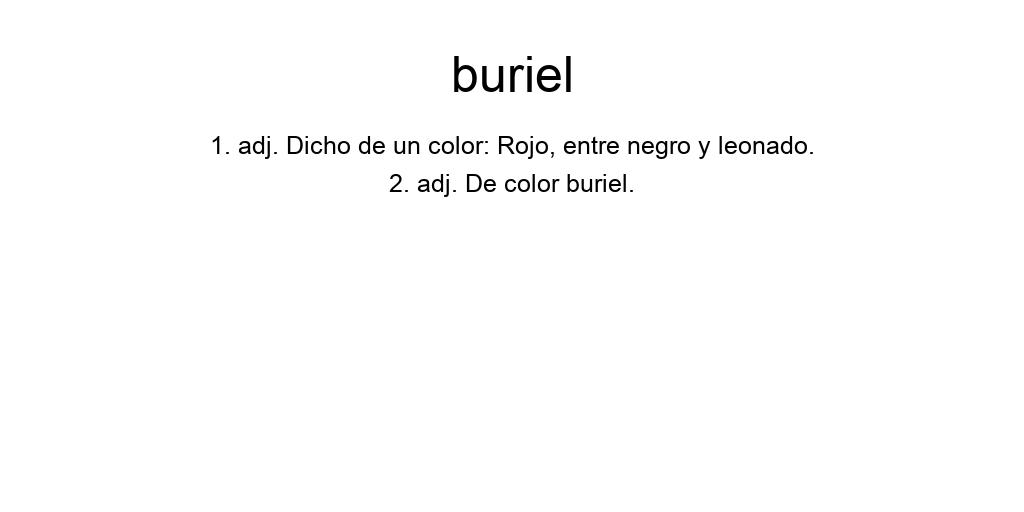 buriel
1. adj. Dicho de un color: Rojo, entre negro y leonado.
2. adj. De color buriel.